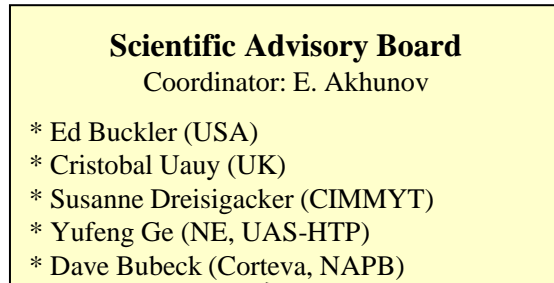 Scientific Advisory Board
Coordinator: E. Akhunov
* Ed Buckler (USA)
* Cristobal Uauy (UK)
* Susanne Dreisigacker (CIMMYT)
* Yufeng Ge (NE, UAS-HTP)
* Dave Bubeck (Corteva, NAPB)